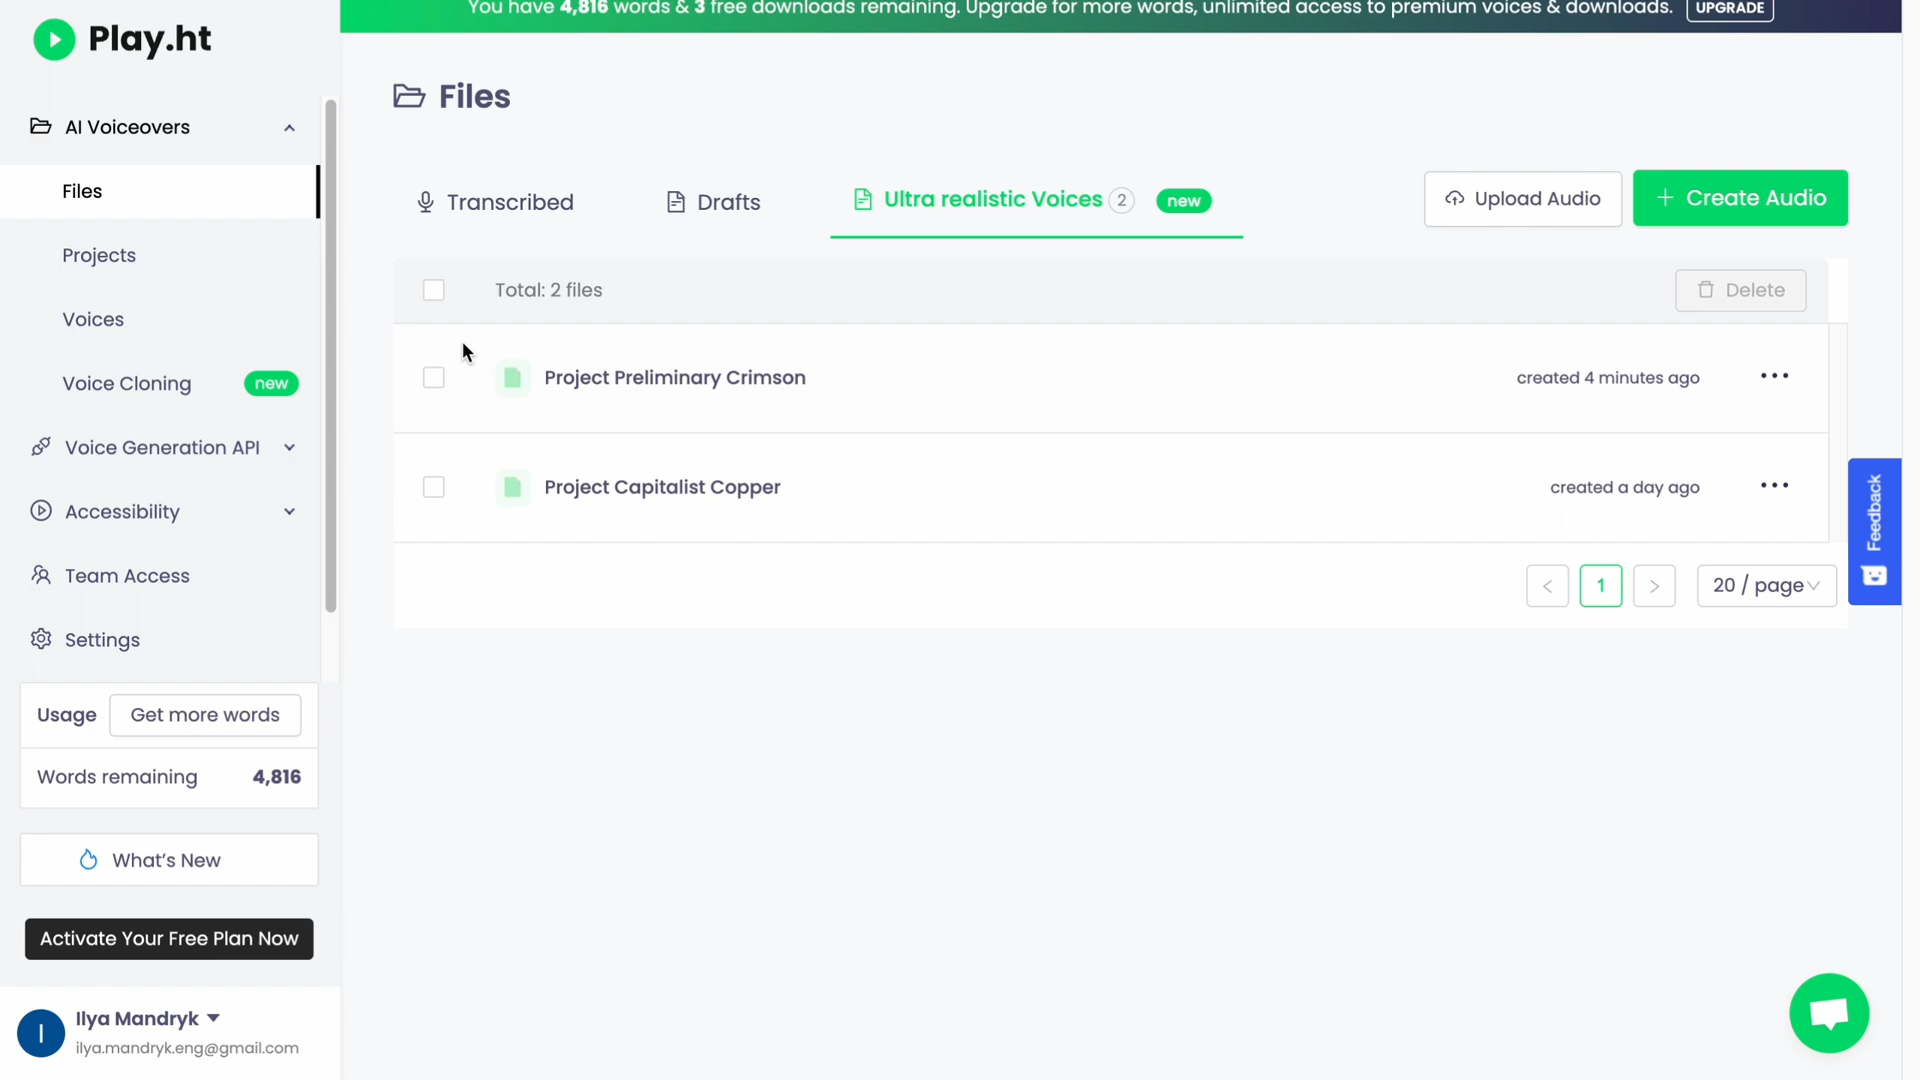 You have 4,816 words & 3 free downloads remaining. Upgrade for more words, unlimited access to premium voices & downloads. UPGRADE
Play.ht
AI Voiceovers
Files
Projects
Voices
Voice Cloning new
Voice Generation API
Accessibility
Team Access
Settings
Usage Get more words
Words remaining 4,816
What's New
Activate Your Free Plan Now
I
Ilya Mandryk
ilya.mandryk.eng@gmail.com
Files
Transcribed Drafts Ultra realistic Voices 2 new Upload Audio + Create Audio
Total: 2 files Delete
Project Preliminary Crimson created 4 minutes ago
Project Capitalist Copper created a day ago
< 1 > 20 / page
Feedback